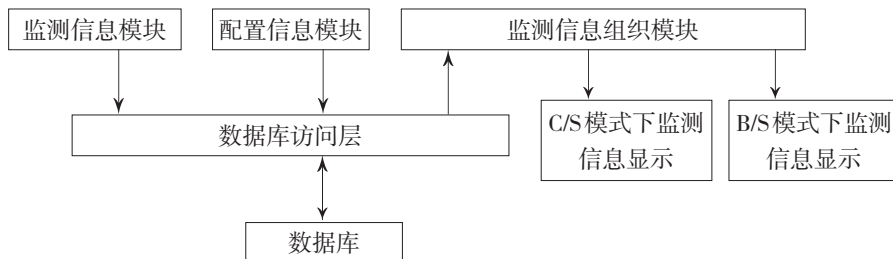 监测信息模块
配置信息模块
监测信息组织模块
数据库访问层
C/S模式下监测
信息显示
B/S模式下监测
信息显示
数据库